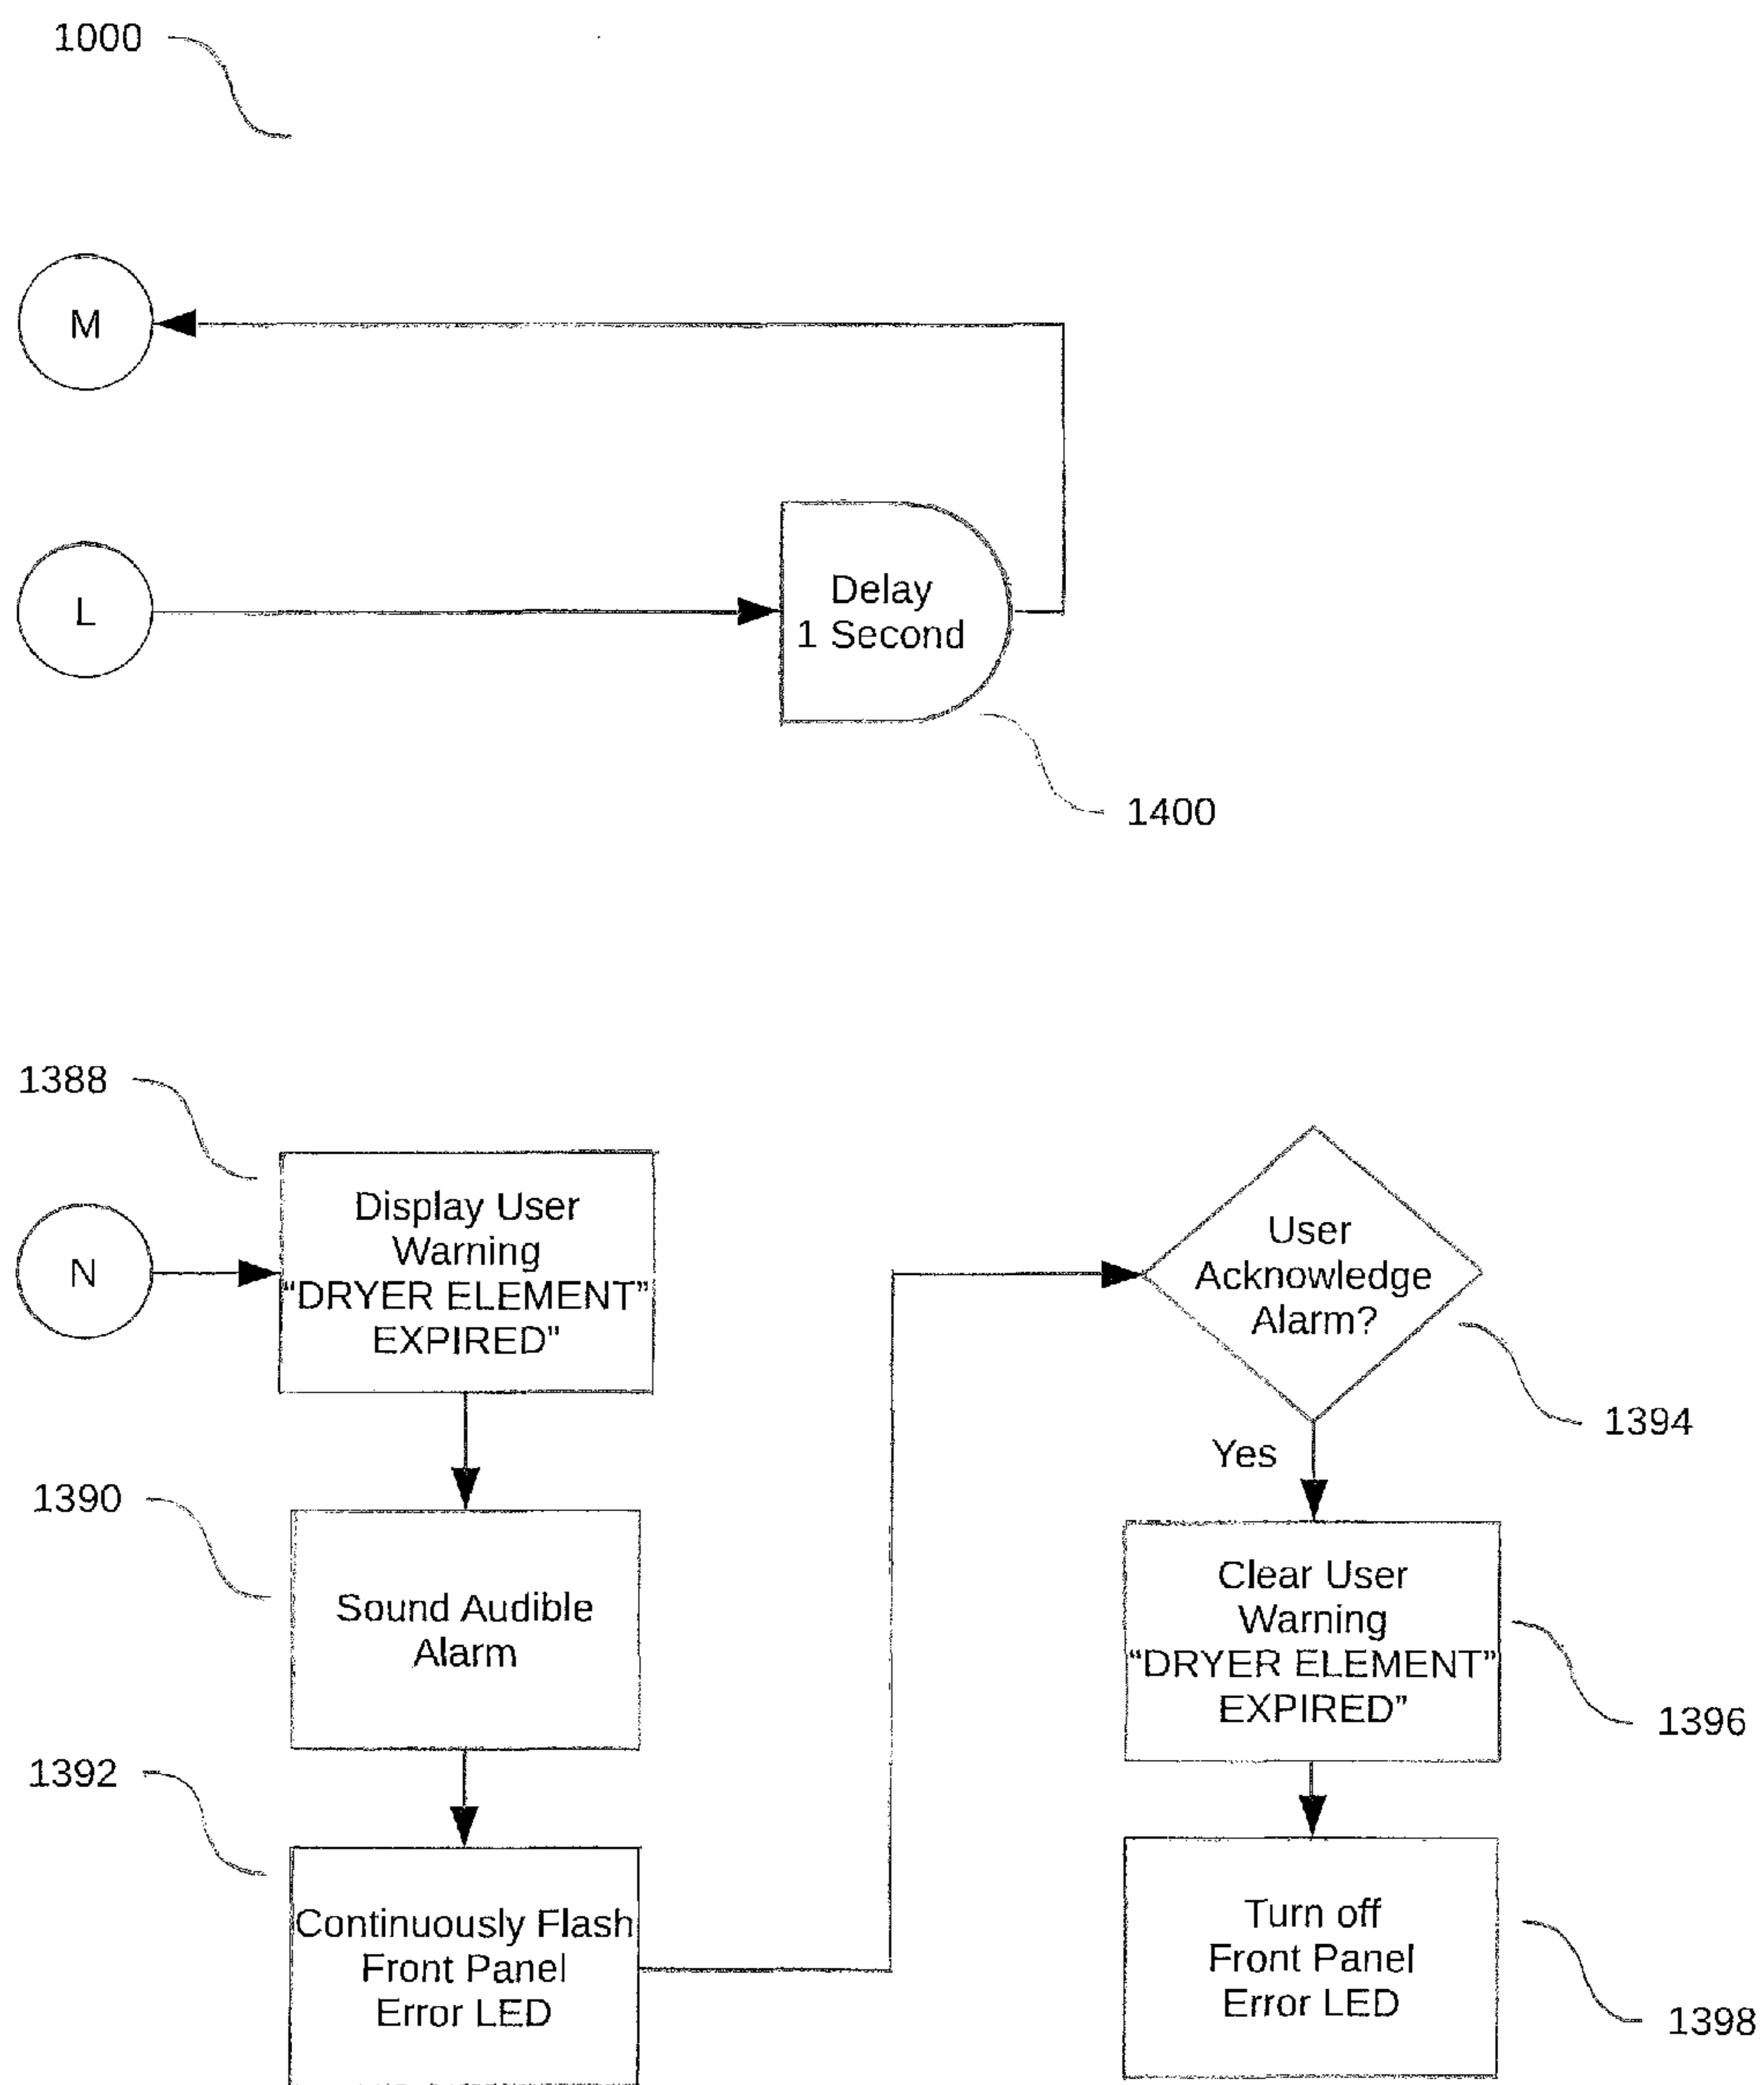 1000
M
L
Delay
1 Second
1400
1388
N
Display User
Warning
“DRYER ELEMENT”
EXPIRED”
1390
Sound Audible
Alarm
1392
Continuously Flash
Front Panel
Error LED
User
Acknowledge
Alarm?
1394
Yes
Clear User
Warning
“DRYER ELEMENT”
EXPIRED”
1396
Turn off
Front Panel
Error LED
1398